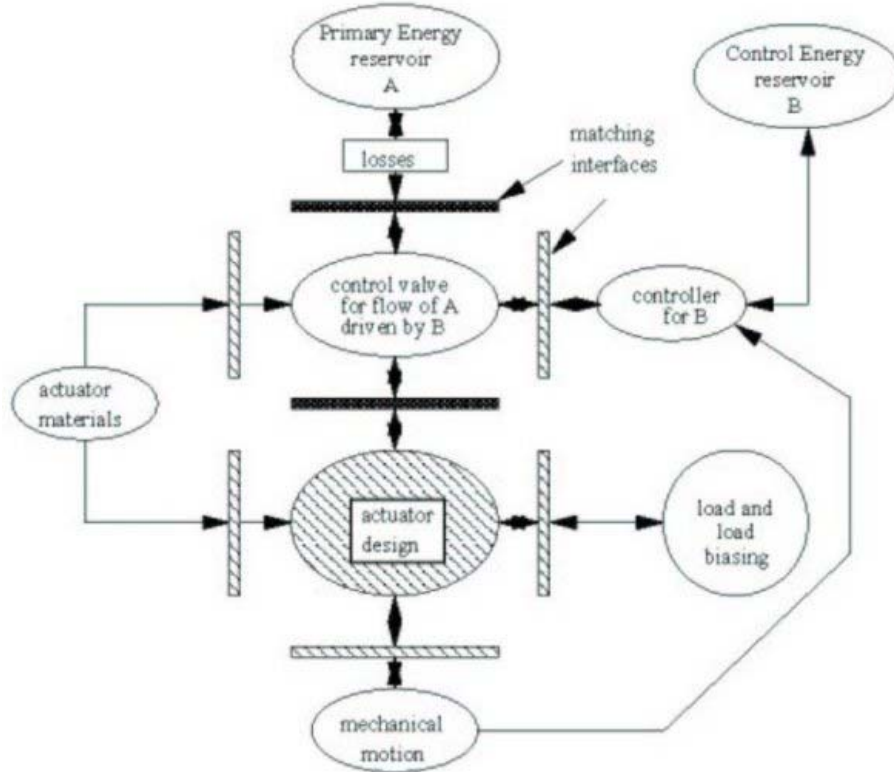 Primary Energy
reservoir
A
Control Energy
reservoir
B
losses
matching
interfaces
control valve
for flow of A
driven by B
controller
for B
actuator
materials
actuator
design
load and
load
biasing
mechanical
motion